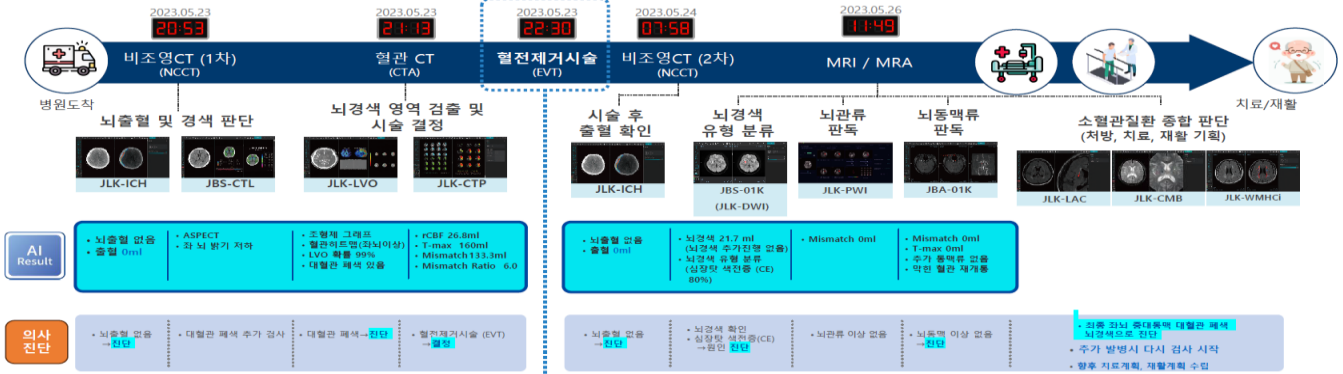 2023.05.23
20:53
2023.05.23
21:13
2023.05.23
22:30
2023.05.24
07:58
2023.05.26
11:49
병원도착
비조영CT (1차)
(NCCT)
혈관 CT
(CTA)
혈전제거시술
(EVT)
비조영CT (2차)
(NCCT)
MRI / MRA
치료/재활
뇌출혈 및 경색 판단
뇌경색 영역 검출 및
시술 결정
시술 후
출혈 확인
뇌경색
유형 분류
뇌관류
판독
뇌동맥류
판독
소혈관질환 종합 판단
(처방, 치료, 재활 기획)
JLK-ICH
JBS-CTL
JLK-LVO
JLK-CTP
JLK-ICH
JBS-01K
(JLK-DWI)
JLK-PWI
JBA-01K
JLK-LAC
JLK-CMB
JLK-WMHCi
AI
Result
• 뇌출혈 없음
• 출혈 0ml
• ASPECT
• 좌 뇌 밝기 저하
• 조형제 그래프
• 혈관히트맵(좌뇌이상)
• LVO 확률 99%
• 대혈관 폐색 있음
• rCBF 26.8ml
• T-max 160ml
• Mismatch133.3ml
• Mismatch Ratio 6.0
• 뇌출혈 없음
• 출혈 0ml
• 뇌경색 21.7 ml
(뇌경색 추가진행 없음)
• 뇌경색 유형 분류
(심장탓 색전증 (CE)
80%)
• Mismatch 0ml
• Mismatch 0ml
• T-max 0ml
• 추가 동맥류 없음
• 막힌 혈관 재개통
의사
진단
• 뇌출혈 없음
→진단
• 대혈관 폐색 추가 검사
• 대혈관 폐색→진단
• 혈전제거시술 (EVT)
→결정
• 뇌출혈 없음
→진단
• 뇌경색 확인
• 심장탓 색전증(CE)
→원인 진단
• 뇌관류 이상 없음
• 뇌동맥 이상 없음
→진단
• 최종 좌뇌 중대동맥 대혈관 폐색
뇌경색으로 진단
• 추가 발병시 다시 검사 시작
• 향후 치료계획, 재활계획 수립